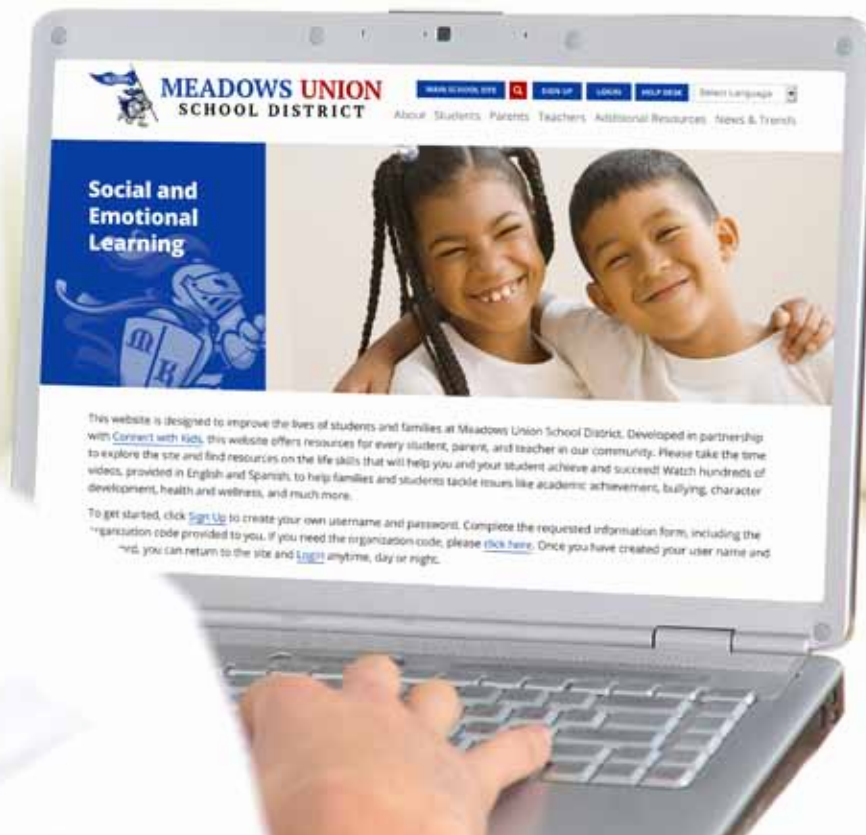 MEADOWS UNION
SCHOOL DISTRICT
MAIN SCHOOL SITE
SIGN UP
LOGIN
HELP DESK
Select Language
About Students Parents Teachers Additional Resources News & Trends
Social and
Emotional
Learning
This website is designed to improve the lives of students and families at Meadows Union School District. Developed in partnership
with Connect with Kids, this website offers resources for every student, parent, and teacher in our community. Please take the time
to explore the site and find resources on the life skills that will help you and your student achieve and succeed! Watch hundreds of
videos, provided in English and Spanish, to help families and students tackle issues like academic achievement, bullying, character
development, health and wellness, and much more.
To get started, click Sign Up to create your own username and password. Complete the requested information form, including the
organization code provided to you. If you need the organization code, please click here. Once you have created your user name and
you can return to the site and Login anytime, day or night.